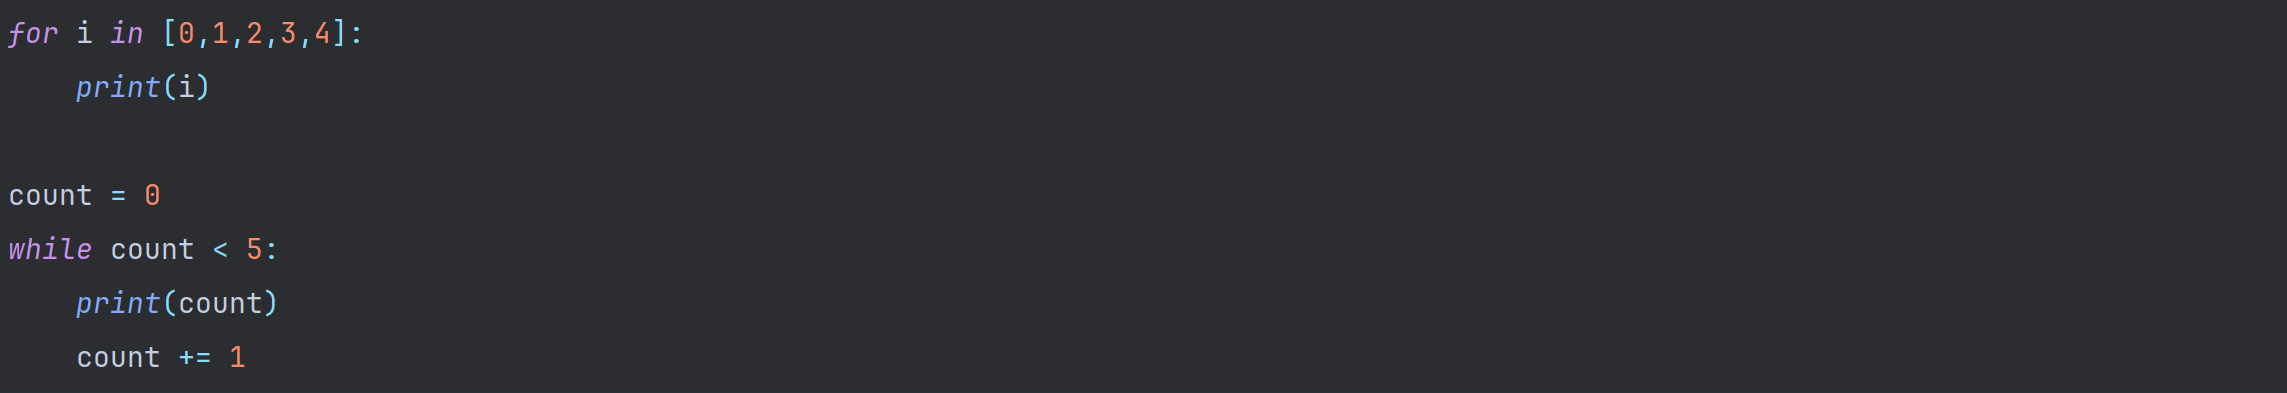 for i in [0,1,2,3,4]:
    print(i)

count = 0
while count < 5:
    print(count)
    count += 1